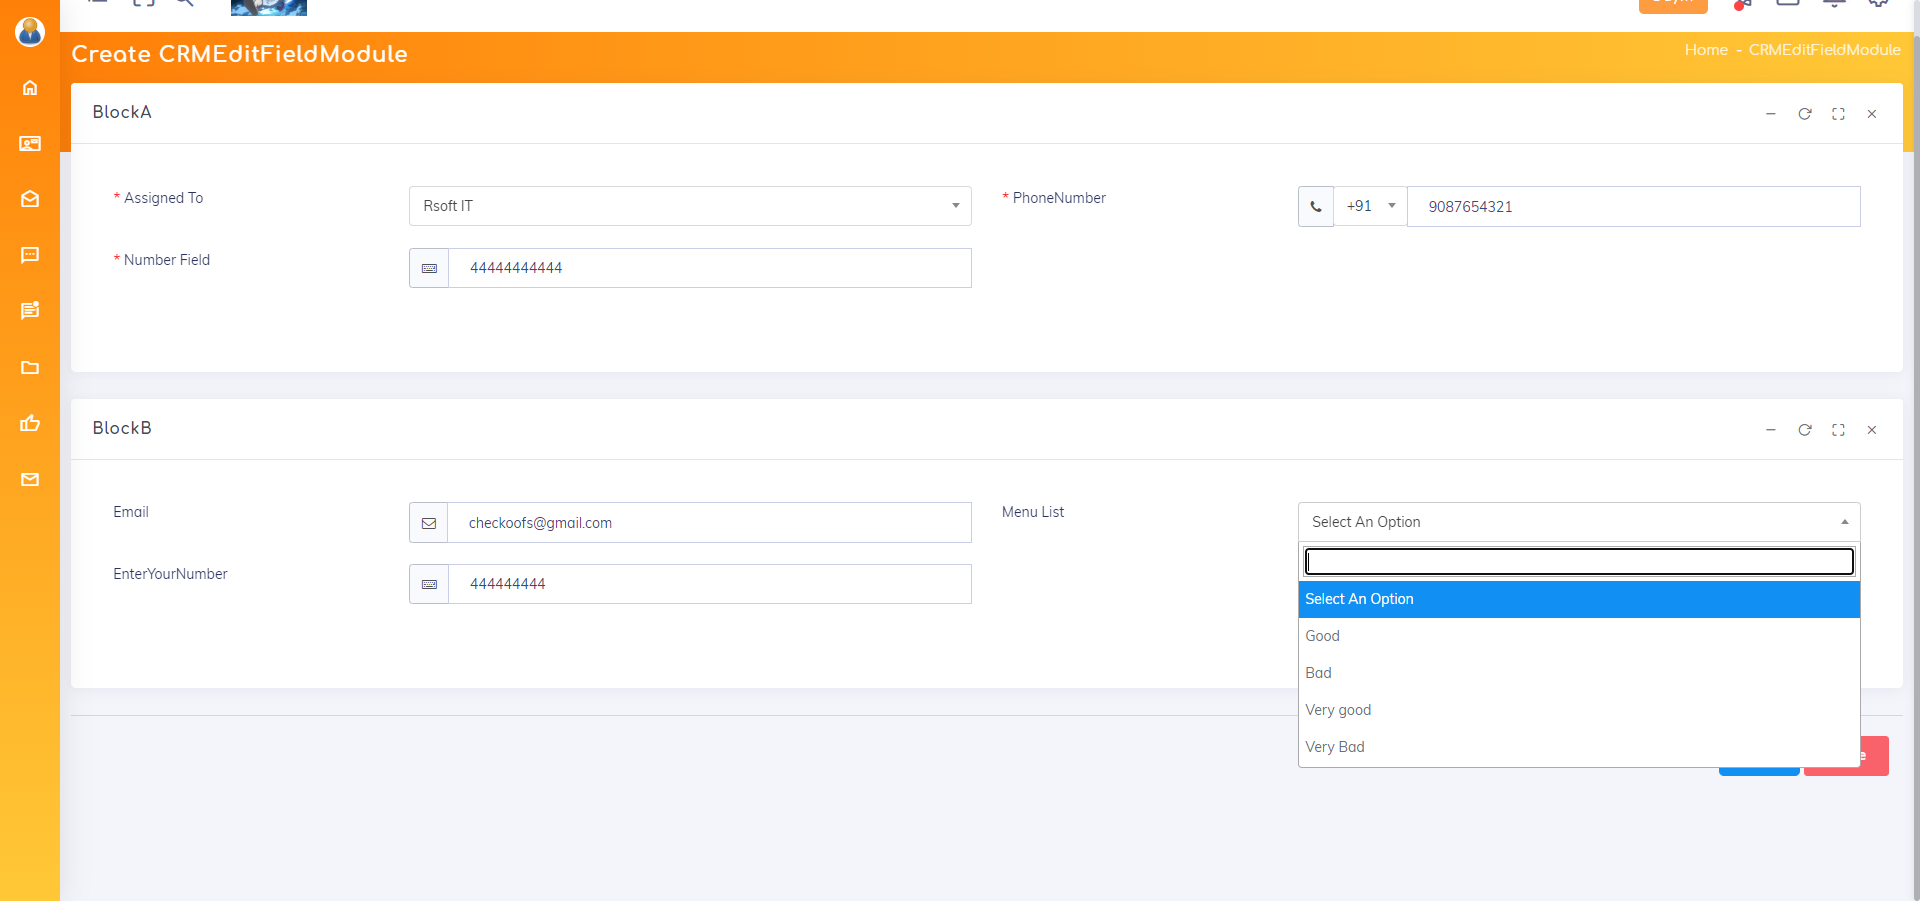 Create CRMEditFieldModule
Home - CRMEditFieldModule
BlockA
* Assigned To
Rsoft IT
* PhoneNumber
+91
9087654321
* Number Field
44444444444
BlockB
Email
checkoofs@gmail.com
Menu List
Select An Option
EnterYourNumber
444444444
Select An Option
Good
Bad
Very good
Very Bad